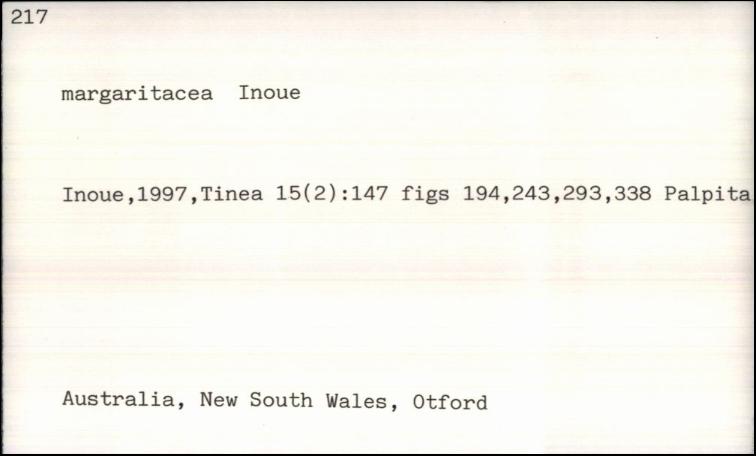 217
margaritacea Inoue
Inoue,1997,Tinea 15(2):147 figs 194,243,293,338 Palpita
Australia, New South Wales, Otford